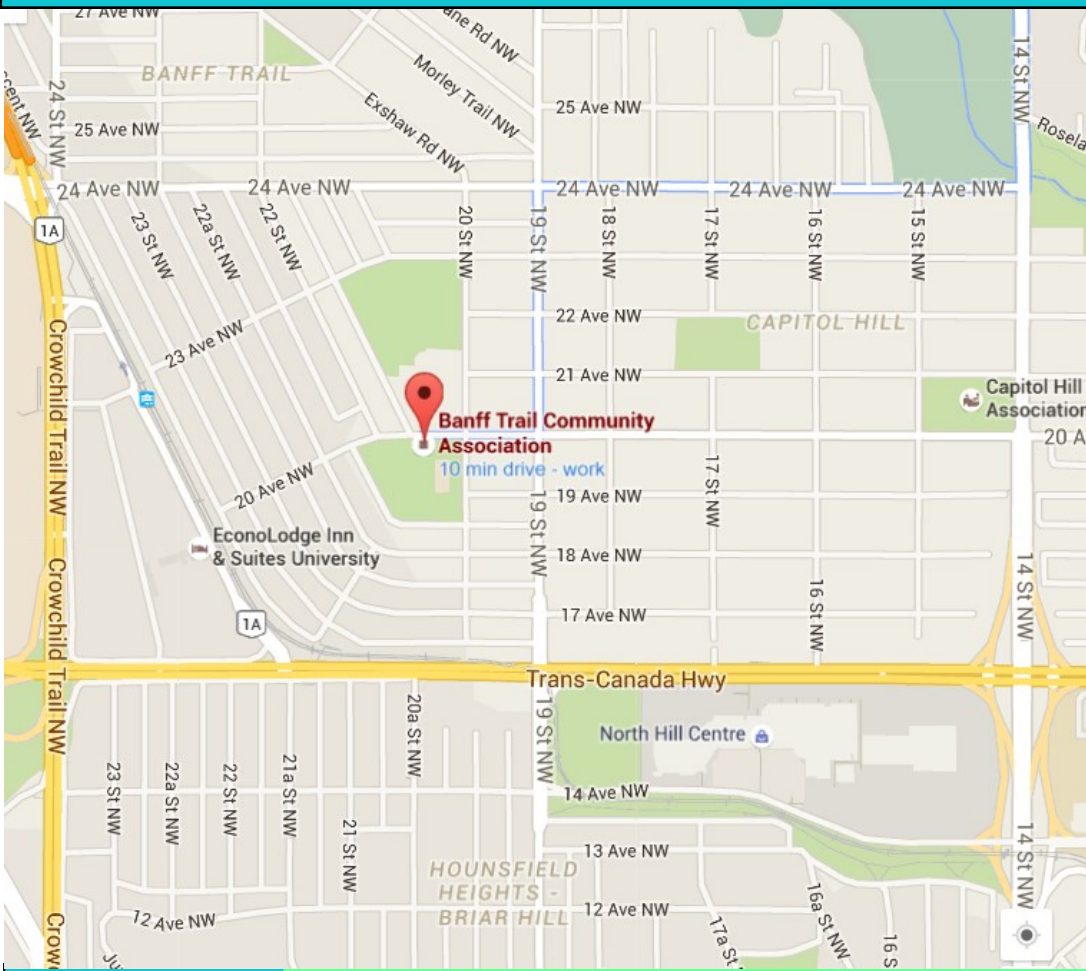 27 Ave NW
ane Rd NW
14 St NW
BANFF TRAIL
Morley Trail NW
24 St NW
cent NW
Exshaw Rd NW
25 Ave NW
25 Ave NW
Rosela
24 Ave NW
24 Ave NW
24 Ave NW
24 Ave NW
24 Ave NW
1A
23 St NW
22a St NW
22 St NW
20 St NW
19 St NW
18 St NW
17 St NW
16 St NW
15 St NW
22 Ave NW
CAPITOL HILL
23 Ave NW
Crowchild Trail NW
21 Ave NW
Capitol Hill
Association
Banff Trail Community
Association
10 min drive - work
20 A
20 Ave NW
19 St NW
19 Ave NW
17 St NW
EconoLodge Inn
& Suites University
18 Ave NW
14 St NW
Crowchild Trail NW
1A
17 Ave NW
16 St NW
Trans-Canada Hwy
20a St NW
19 St NW
North Hill Centre
23 St NW
22a St NW
22 St NW
21a St NW
14 Ave NW
21 St NW
13 Ave NW
14 St NW
HOUNSFIELD
HEIGHTS -
BRIAR HILL
12 Ave NW
12 Ave NW
17a St
16a St NW
16 S
Crow
Ju